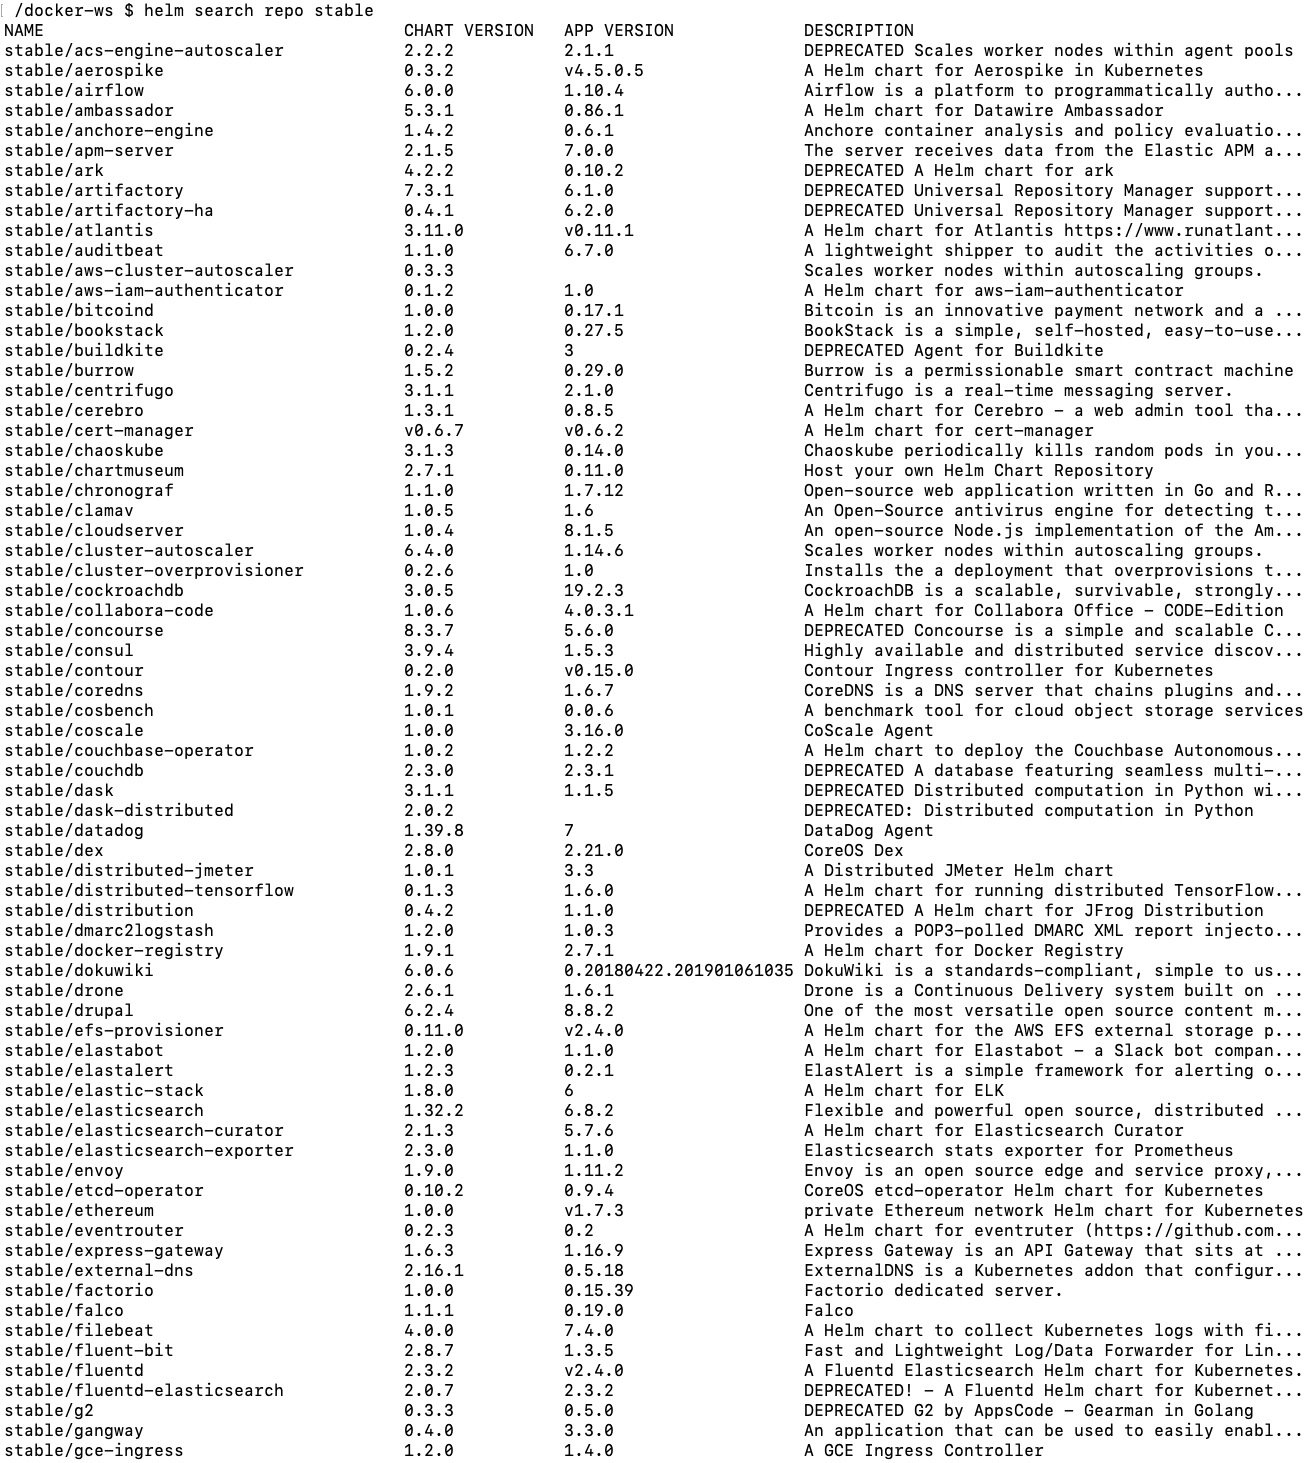 /docker-ws $ helm search repo stable
NAME CHART VERSION APP VERSION DESCRIPTION
stable/acs-engine-autoscaler 2.2.2 2.1.1 DEPRECATED Scales worker nodes within agent pools
stable/aerospike 0.3.2 v4.5.0.5 A Helm chart for Aerospike in Kubernetes
stable/airflow 6.0.0 1.10.4 Airflow is a platform to programmatically autho...
stable/ambassador 5.3.1 0.86.1 A Helm chart for Datawire Ambassador
stable/anchore-engine 1.4.2 0.6.1 Anchore container analysis and policy evaluatio...
stable/apm-server 2.1.5 7.0.0 The server receives data from the Elastic APM a...
stable/ark 4.2.2 0.10.2 DEPRECATED A Helm chart for ark
stable/artifactory 7.3.1 6.1.0 DEPRECATED Universal Repository Manager support...
stable/artifactory-ha 0.4.1 6.2.0 DEPRECATED Universal Repository Manager support...
stable/atlantis 3.11.0 v0.11.1 A Helm chart for Atlantis https://www.runatlant...
stable/auditbeat 1.1.0 6.7.0 A lightweight shipper to audit the activities o...
stable/aws-cluster-autoscaler 0.3.3 Scales worker nodes within autoscaling groups.
stable/aws-iam-authenticator 0.1.2 1.0 A Helm chart for aws-iam-authenticator
stable/bitcoind 1.0.0 0.17.1 Bitcoin is an innovative payment network and a ...
stable/bookstack 1.2.0 0.27.5 BookStack is a simple, self-hosted, easy-to-use...
stable/buildkite 0.2.4 3 DEPRECATED Agent for Buildkite
stable/burrow 1.5.2 0.29.0 Burrow is a permissionable smart contract machine
stable/centrifugo 3.1.1 2.1.0 Centrifugo is a real-time messaging server.
stable/cerebro 1.3.1 0.8.5 A Helm chart for Cerebro - a web admin tool tha...
stable/cert-manager v0.6.7 v0.6.2 A Helm chart for cert-manager
stable/chaoskube 3.1.3 0.14.0 Chaoskube periodically kills random pods in you...
stable/chartmuseum 2.7.1 0.11.0 Host your own Helm Chart Repository
stable/chronograf 1.1.0 1.7.12 Open-source web application written in Go and R...
stable/clamav 1.0.5 1.6 An Open-Source antivirus engine for detecting t...
stable/cloudserver 1.0.4 8.1.5 An open-source Node.js implementation of the Am...
stable/cluster-autoscaler 6.4.0 1.14.6 Scales worker nodes within autoscaling groups.
stable/cluster-overprovisioner 0.2.6 1.0 Installs the a deployment that overprovisions t...
stable/cockroachdb 3.0.5 19.2.3 CockroachDB is a scalable, survivable, strongly...
stable/collabora-code 1.0.6 4.0.3.1 A Helm chart for Collabora Office - CODE-Edition
stable/concourse 8.3.7 5.6.0 DEPRECATED Concourse is a simple and scalable C...
stable/consul 3.9.4 1.5.3 Highly available and distributed service discov...
stable/contour 0.2.0 v0.15.0 Contour Ingress controller for Kubernetes
stable/coredns 1.9.2 1.6.7 CoreDNS is a DNS server that chains plugins and...
stable/cosbench 1.0.1 0.0.6 A benchmark tool for cloud object storage services
stable/coscale 1.0.0 3.16.0 CoScale Agent
stable/couchbase-operator 1.0.2 1.2.2 A Helm chart to deploy the Couchbase Autonomous...
stable/couchdb 2.3.0 2.3.1 DEPRECATED A database featuring seamless multi-...
stable/dask 3.1.1 1.1.5 DEPRECATED Distributed computation in Python wi...
stable/dask-distributed 2.0.2 DEPRECATED: Distributed computation in Python
stable/datadog 1.39.8 7 DataDog Agent
stable/dex 2.8.0 2.21.0 CoreOS Dex
stable/distributed-jmeter 1.0.1 3.3 A Distributed JMeter Helm chart
stable/distributed-tensorflow 0.1.3 1.6.0 A Helm chart for running distributed TensorFlow...
stable/distribution 0.4.2 1.1.0 DEPRECATED A Helm chart for JFrog Distribution
stable/dmarc2logstash 1.2.0 1.0.3 Provides a POP3-polled DMARC XML report injecto...
stable/docker-registry 1.9.1 2.7.1 A Helm chart for Docker Registry
stable/dokuwiki 6.0.6 0.20180422.201901061035 DokuWiki is a standards-compliant, simple to us...
stable/drone 2.6.1 1.6.1 Drone is a Continuous Delivery system built on ...
stable/drupal 6.2.4 8.8.2 One of the most versatile open source content m...
stable/efs-provisioner 0.11.0 v2.4.0 A Helm chart for the AWS EFS external storage p...
stable/elastabot 1.2.0 1.1.0 A Helm chart for Elastabot - a Slack bot compan...
stable/elastalert 1.2.3 0.2.1 ElastAlert is a simple framework for alerting o...
stable/elastic-stack 1.8.0 6 A Helm chart for ELK
stable/elasticsearch 1.32.2 6.8.2 Flexible and powerful open source, distributed ...
stable/elasticsearch-curator 2.1.3 5.7.6 A Helm chart for Elasticsearch Curator
stable/elasticsearch-exporter 2.3.0 1.1.0 Elasticsearch stats exporter for Prometheus
stable/envoy 1.9.0 1.11.2 Envoy is an open source edge and service proxy,...
stable/etcd-operator 0.10.2 0.9.4 CoreOS etcd-operator Helm chart for Kubernetes
stable/ethereum 1.0.0 v1.7.3 private Ethereum network Helm chart for Kubernetes
stable/eventrouter 0.2.3 0.2 A Helm chart for eventruter (https://github.com...
stable/express-gateway 1.6.3 1.16.9 Express Gateway is an API Gateway that sits at ...
stable/external-dns 2.16.1 0.5.18 ExternalDNS is a Kubernetes addon that configur...
stable/factorio 1.0.0 0.15.39 Factorio dedicated server.
stable/falco 1.1.1 0.19.0 Falco
stable/filebeat 4.0.0 7.4.0 A Helm chart to collect Kubernetes logs with fi...
stable/fluent-bit 2.8.7 1.3.5 Fast and Lightweight Log/Data Forwarder for Lin...
stable/fluentd 2.3.2 v2.4.0 A Fluentd Elasticsearch Helm chart for Kubernetes.
stable/fluentd-elasticsearch 2.0.7 2.3.2 DEPRECATED! - A Fluentd Helm chart for Kubernet...
stable/g2 0.3.3 0.5.0 DEPRECATED G2 by AppsCode - Gearman in Golang
stable/gangway 0.4.0 3.3.0 An application that can be used to easily enabl...
stable/gce-ingress 1.2.0 1.4.0 A GCE Ingress Controller